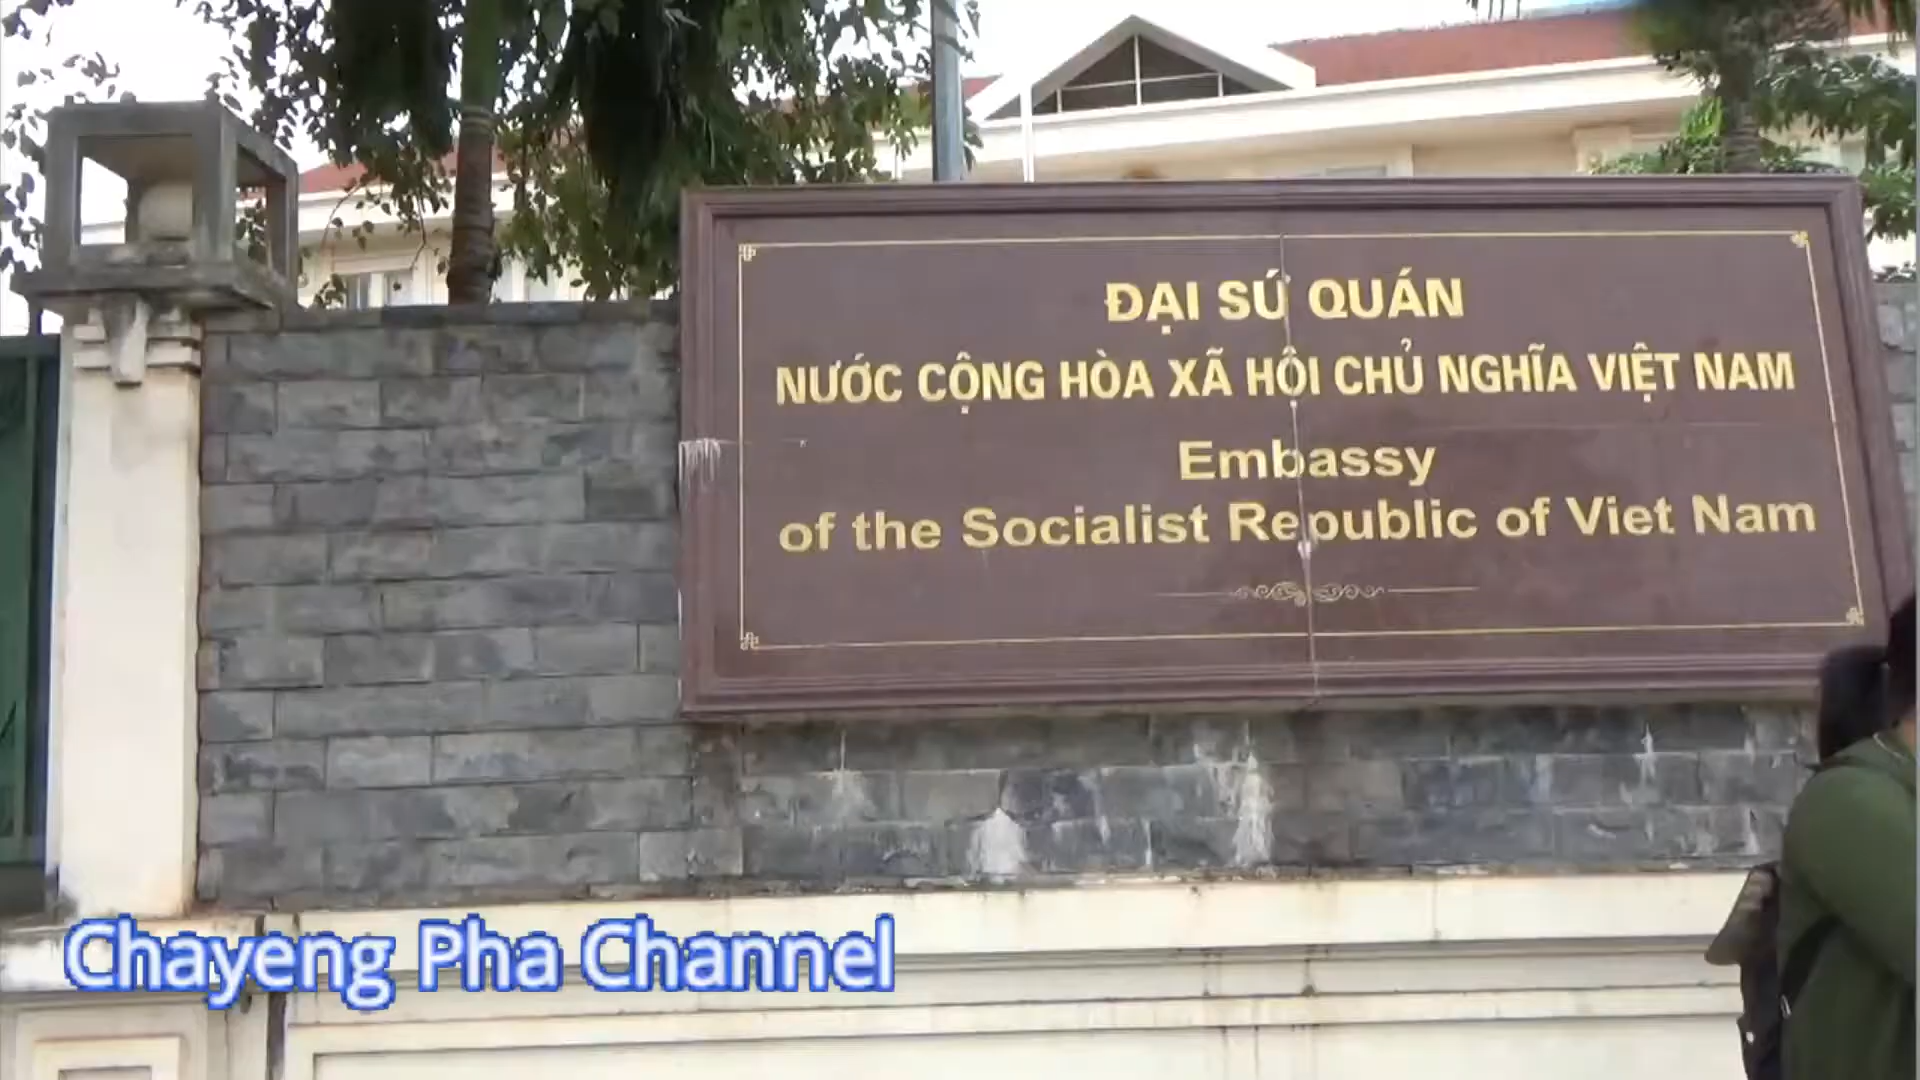 ĐẠI SỨ QUÁN
NƯỚC CỘNG HÒA XÃ HỘI CHỦ NGHĨA VIỆT NAM
Embassy
of the Socialist Republic of Viet Nam
Chayeng Pha Channel